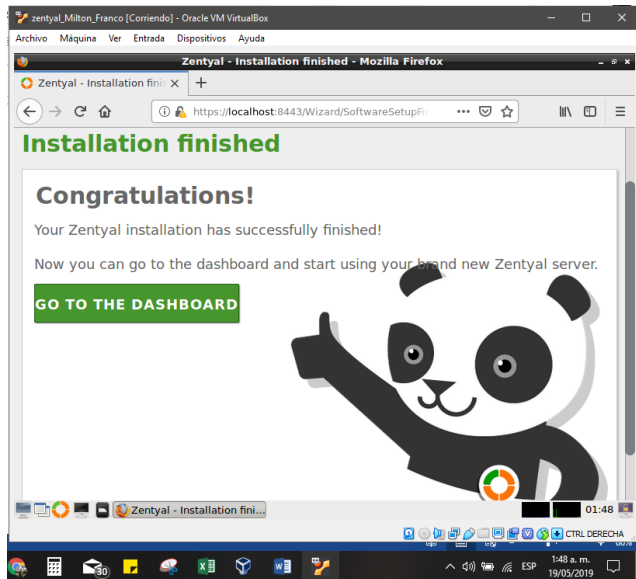 zentyal_Milton_Franco [Corriendo] - Oracle VM VirtualBox
Archivo Máquina Ver Entrada Dispositivos Ayuda
Zentyal - Installation finished - Mozilla Firefox
Zentyal - Installation finis
https://localhost:8443/Wizard/SoftwareSetupFi
Installation finished
Congratulations!
Your Zentyal installation has successfully finished!
Now you can go to the dashboard and start using your brand new Zentyal server.
GO TO THE DASHBOARD
Zentyal - Installation fini...
01:48
CTRL DERECHA
30
ESP
1:48 a. m.
19/05/2019